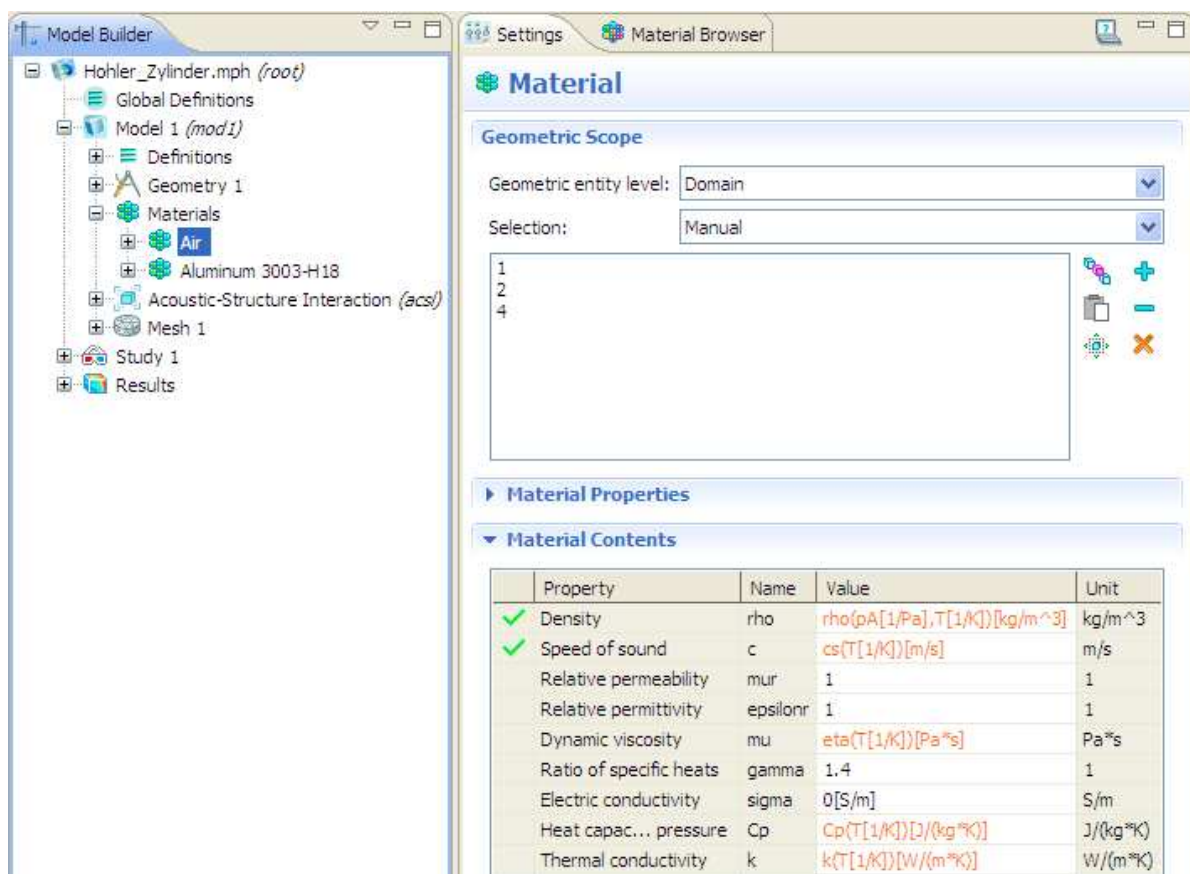 Model Builder
Hohler_Zylinder.mph (root)
Global Definitions
Model 1 (mod1)
Definitions
Geometry 1
Materials
Air
Aluminum 3003-H18
Acoustic-Structure Interaction (acsl)
Mesh 1
Study 1
Results
Settings Material Browser
Material
Geometric Scope
Geometric entity level: Domain
Selection: Manual
1
2
4
Material Properties
Material Contents
Property Name Value Unit
Density rho rho(pA[1/Pa],T[1/K])[kg/m^3] kg/m^3
Speed of sound c cs(T[1/K])[m/s] m/s
Relative permeability mur 1 1
Relative permittivity epsilonr 1 1
Dynamic viscosity mu eta(T[1/K])[Pa*s] Pa*s
Ratio of specific heats gamma 1.4 1
Electric conductivity sigma 0[S/m] S/m
Heat capac... pressure Cp Cp(T[1/K])[J/(kg*K)] J/(kg*K)
Thermal conductivity k k(T[1/K])[W/(m*K)] W/(m*K)